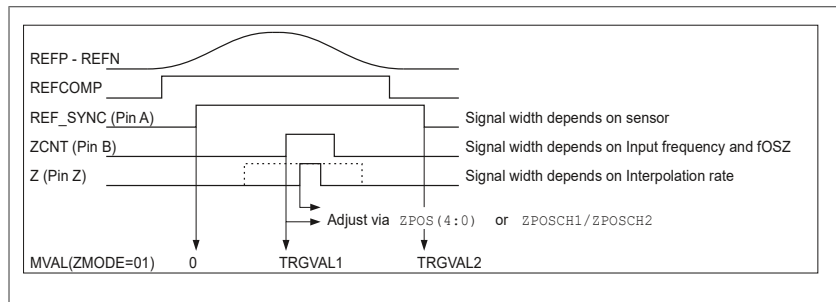 REFP - REFN
REFCOMP
REF_SYNC (Pin A) Signal width depends on sensor
ZCNT (Pin B) Signal width depends on Input frequency and fOSZ
Z (Pin Z) Signal width depends on Interpolation rate
Adjust via ZPOS(4:0) or ZPOSCH1/ZPOSCH2
MVAL(ZMODE=01) 0 TRGVAL1 TRGVAL2